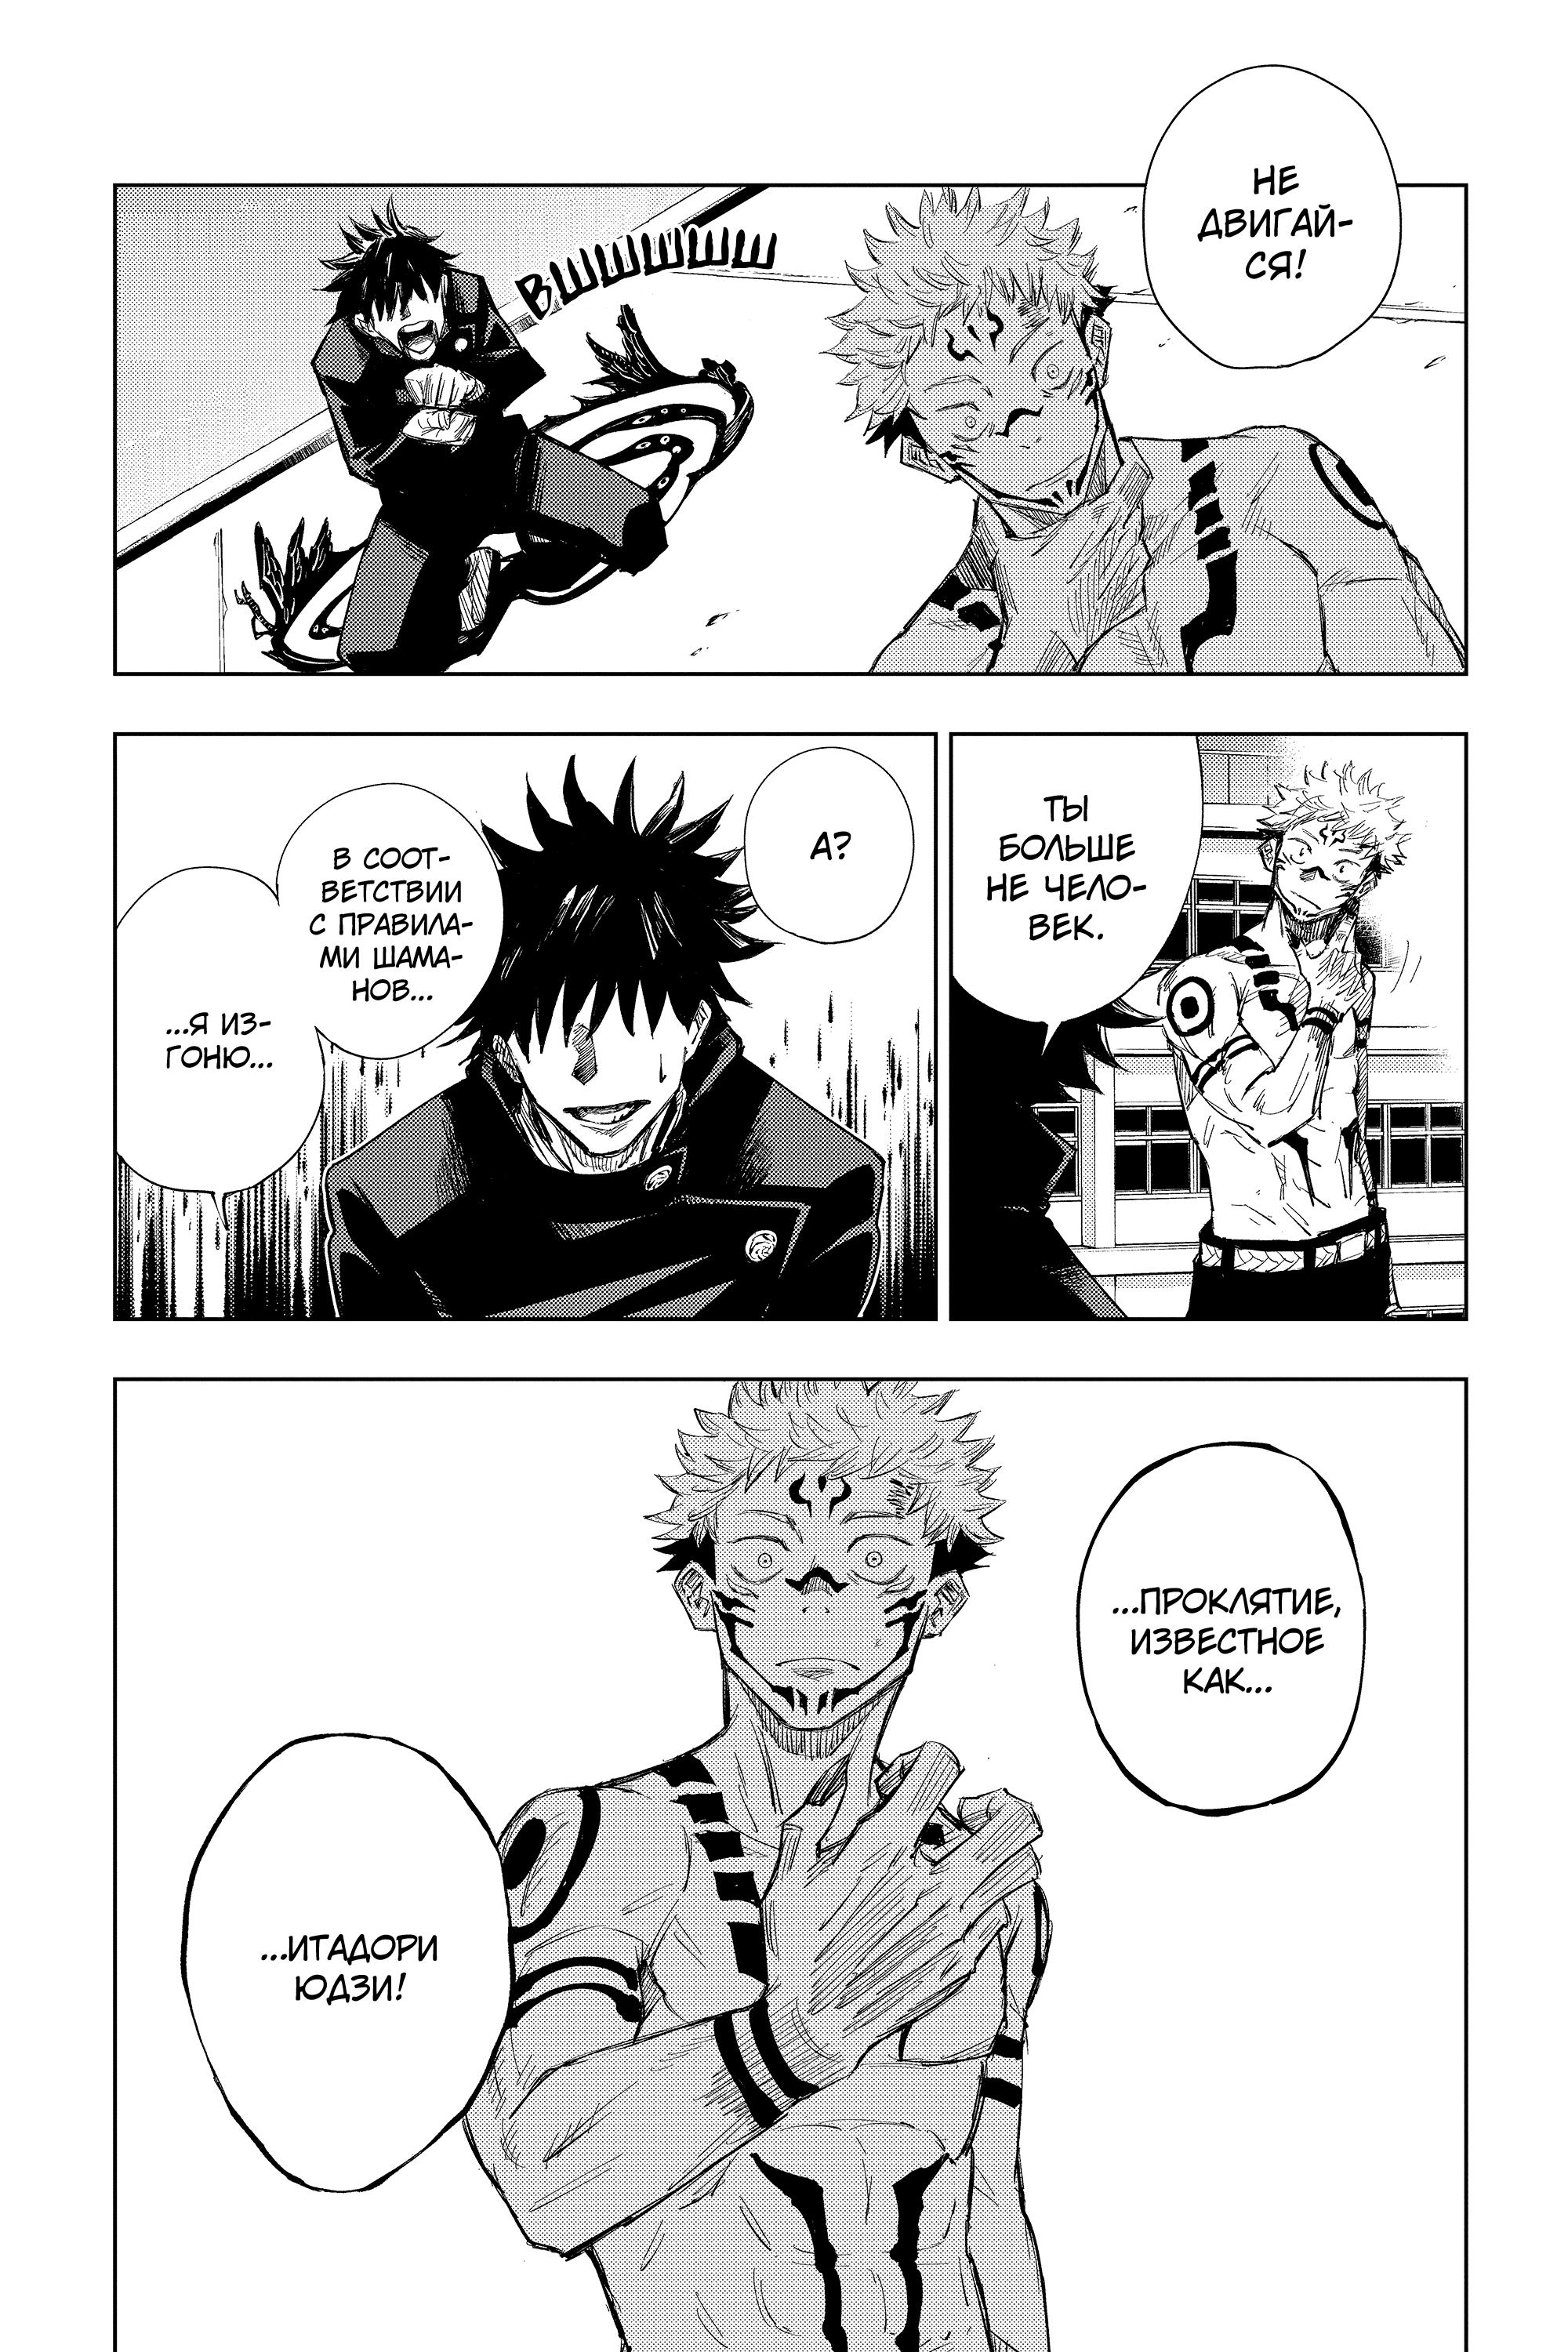 НЕ
ДВИГАЙ-
СЯ!
ВШШШШШ
ТЫ
БОЛЬШЕ
НЕ ЧЕЛО-
ВЕК.
А?
В СООТ-
ВЕТСТВИИ
С ПРАВИЛА-
МИ ШАМА-
НОВ...
...Я ИЗ-
ГОНЮ...
...ПРОКЛЯТИЕ,
ИЗВЕСТНОЕ
КАК...
...ИТАДОРИ
ЮДЗИ!